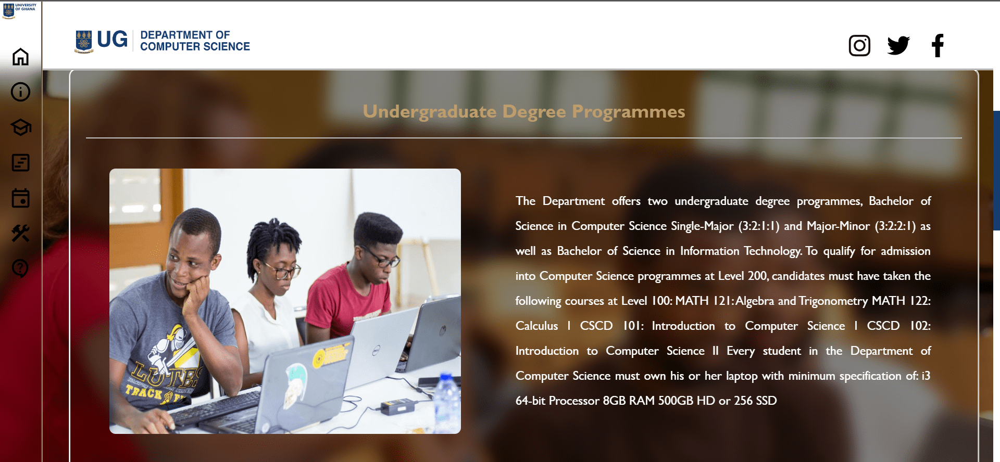 UNIVERSITY
OF GHANA
UG
DEPARTMENT OF
COMPUTER SCIENCE
Undergraduate Degree Programmes
The Department offers two undergraduate degree programmes, Bachelor of
Science in Computer Science Single-Major (3:2:1:1) and Major-Minor (3:2:2:1) as
well as Bachelor of Science in Information Technology. To qualify for admission
into Computer Science programmes at Level 200, candidates must have taken the
following courses at Level 100: MATH 121: Algebra and Trigonometry MATH 122:
Calculus I CSCD 101: Introduction to Computer Science I CSCD 102:
Introduction to Computer Science II Every student in the Department of
Computer Science must own his or her laptop with minimum specification of: i3
64-bit Processor 8GB RAM 500GB HD or 256 SSD
LUTES
TRACK
DELL